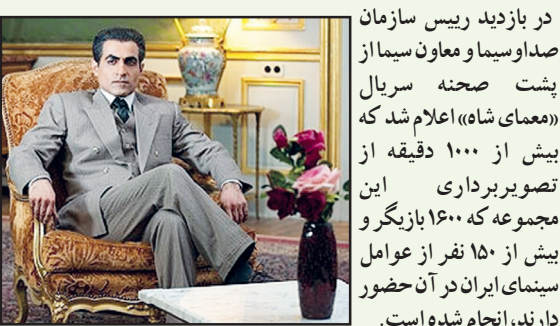 در بازدید رییس سازمان
صداوسیما و معاون سیما از
پشت صحنه سریال
«معمای شاه» اعلام شد که
بیش از ۱۰۰۰ دقیقه از
تصویربرداری این
مجموعه که ۱۶۰۰ بازیگر و
بیش از ۱۵۰ نفر از عوامل
سینمای ایران در آن حضور
دارند، انجام شده است.